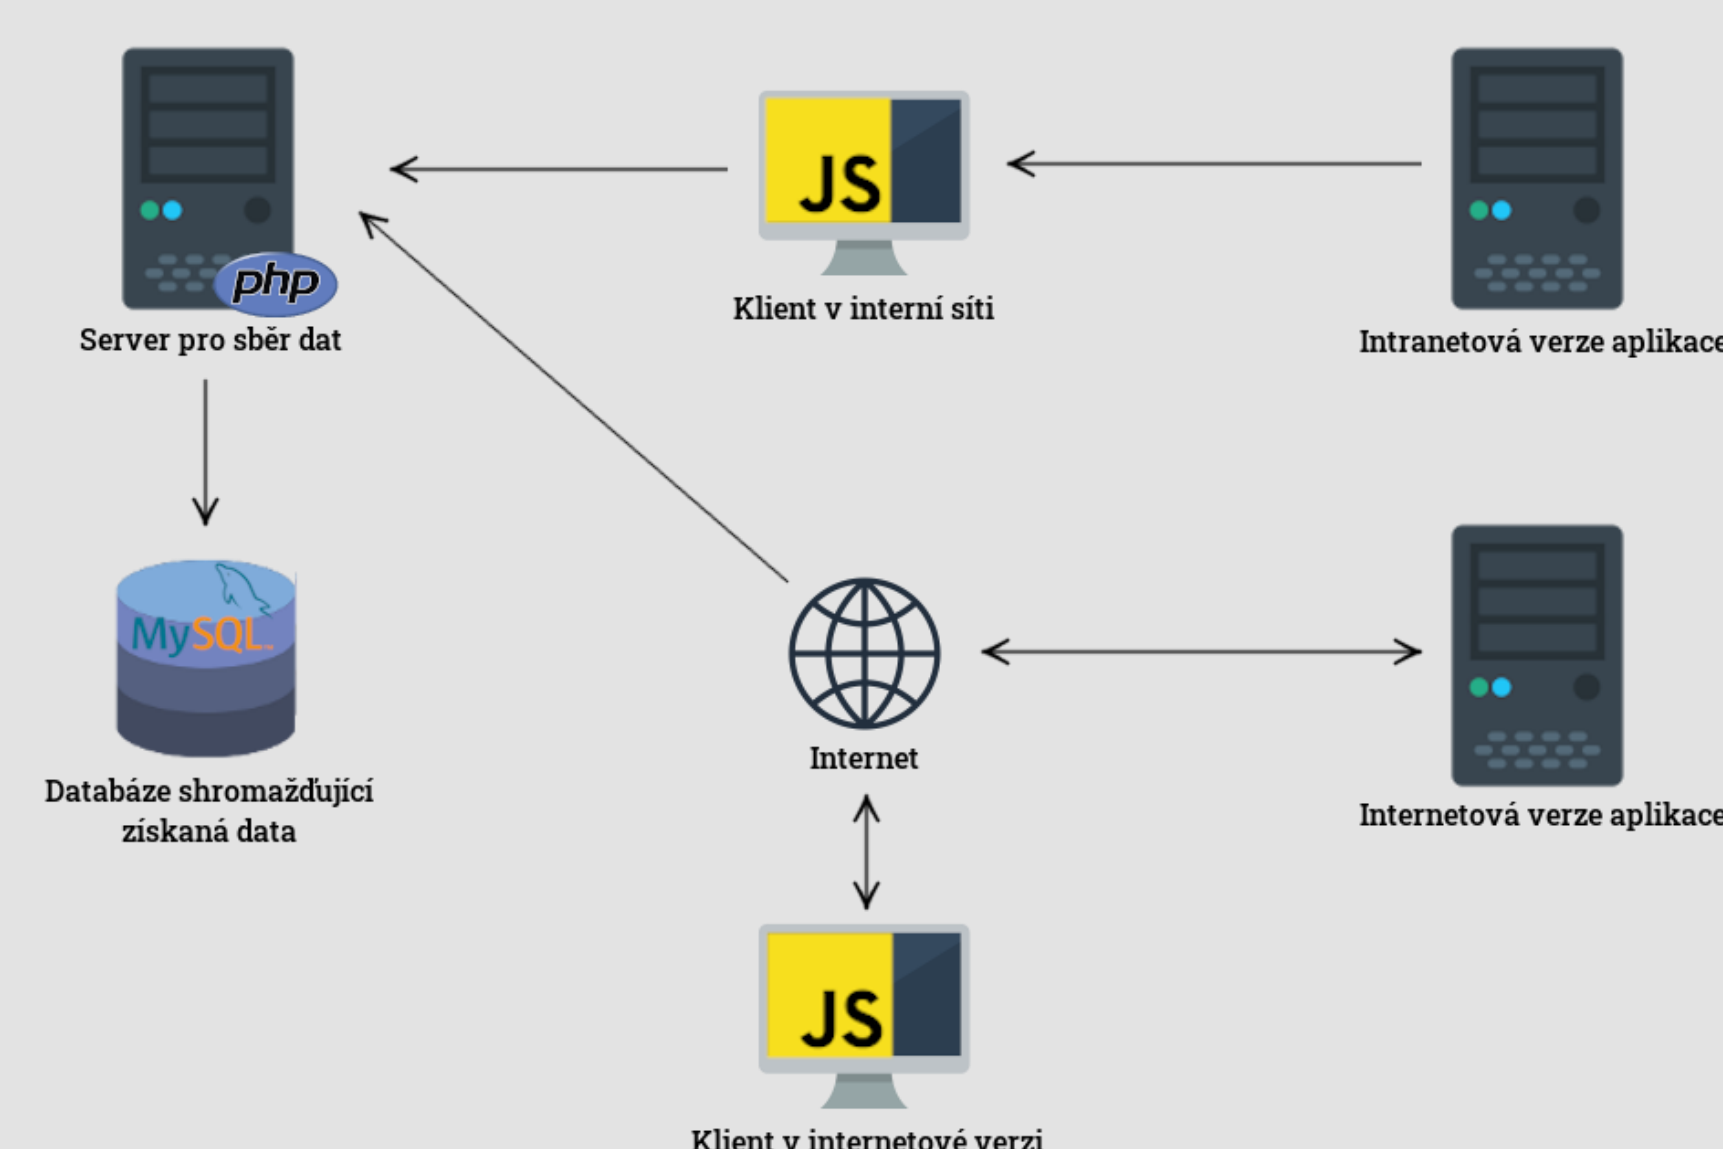 JS
php
Server pro sběr dat
Klient v interní síti
Intranetová verze aplikace
MySQL
Databáze shromažďující
získaná data
Internet
Internetová verze aplikace
JS
Klient v internetové verzi